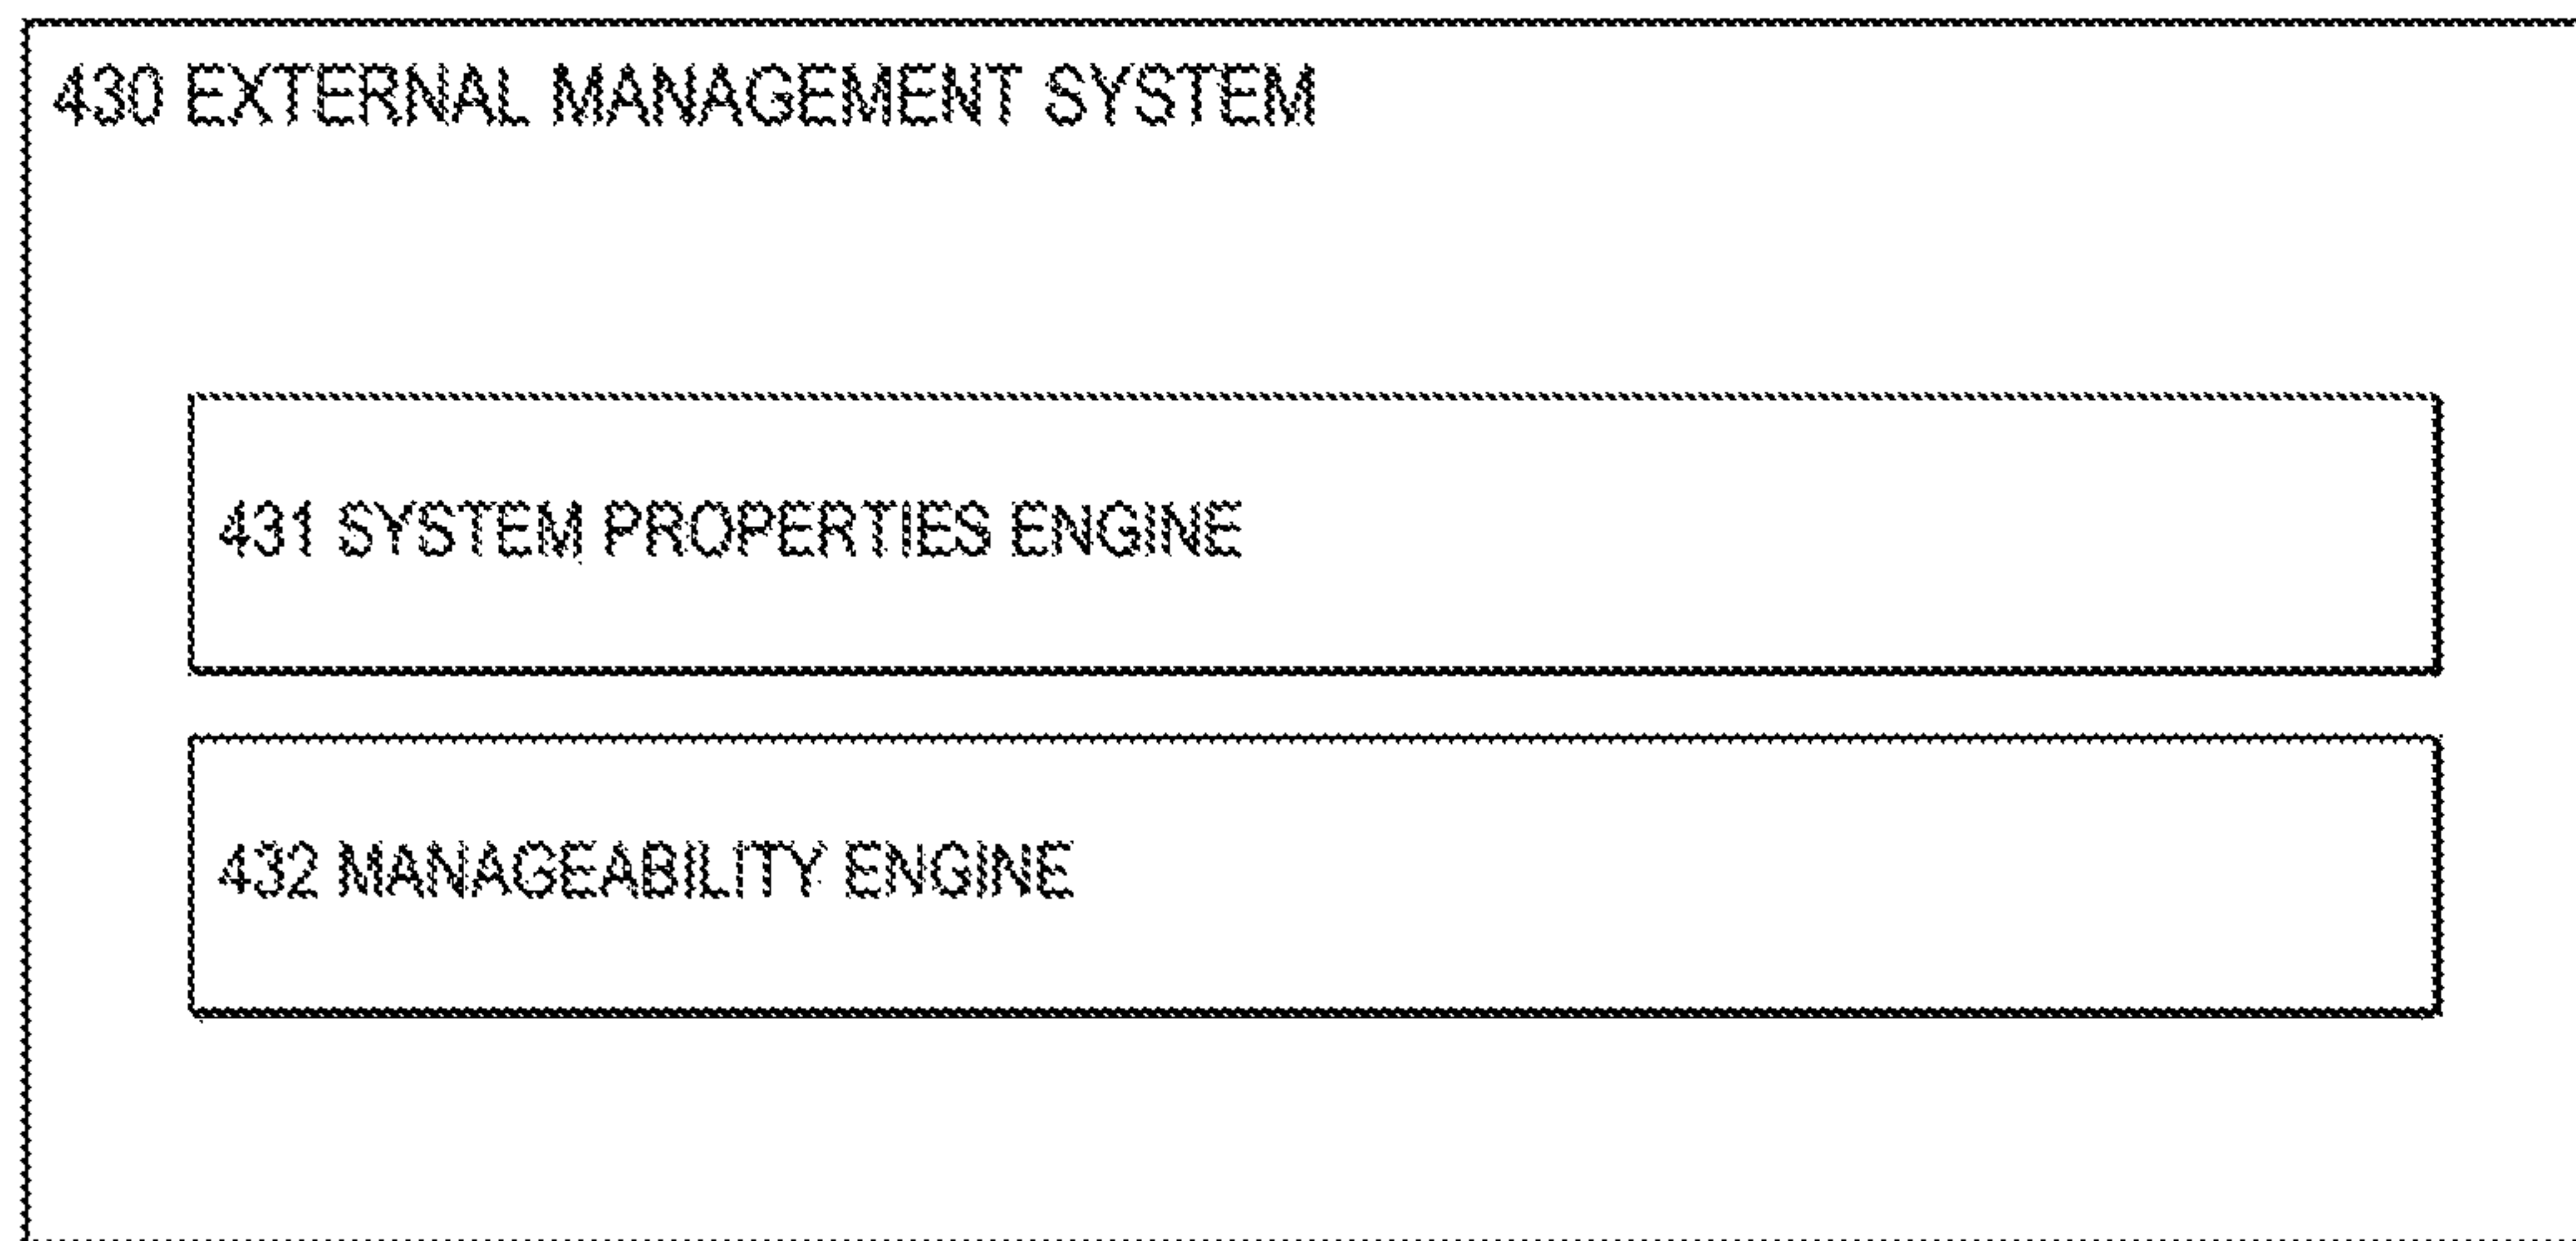 430 EXTERNAL MANAGEMENT SYSTEM
431 SYSTEM PROPERTIES ENGINE
432 MANAGEABILITY ENGINE